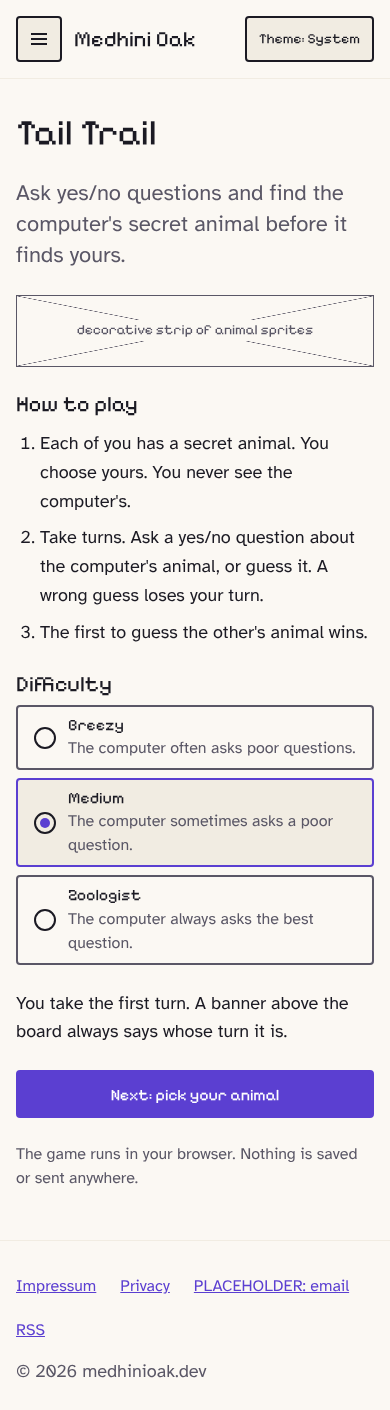 Medhini Oak
Theme: System
Tail Trail
Ask yes/no questions and find the
computer's secret animal before it
finds yours.
decorative strip of animal sprites
How to play
1. Each of you has a secret animal. You
choose yours. You never see the
computer's.
2. Take turns. Ask a yes/no question about
the computer's animal, or guess it. A
wrong guess loses your turn.
3. The first to guess the other's animal wins.
Difficulty
Breezy
The computer often asks poor questions.
Medium
The computer sometimes asks a poor
question.
Zoologist
The computer always asks the best
question.
You take the first turn. A banner above the
board always says whose turn it is.
Next: pick your animal
The game runs in your browser. Nothing is saved
or sent anywhere.
Impressum Privacy PLACEHOLDER: email
RSS
© 2026 medhinioak.dev